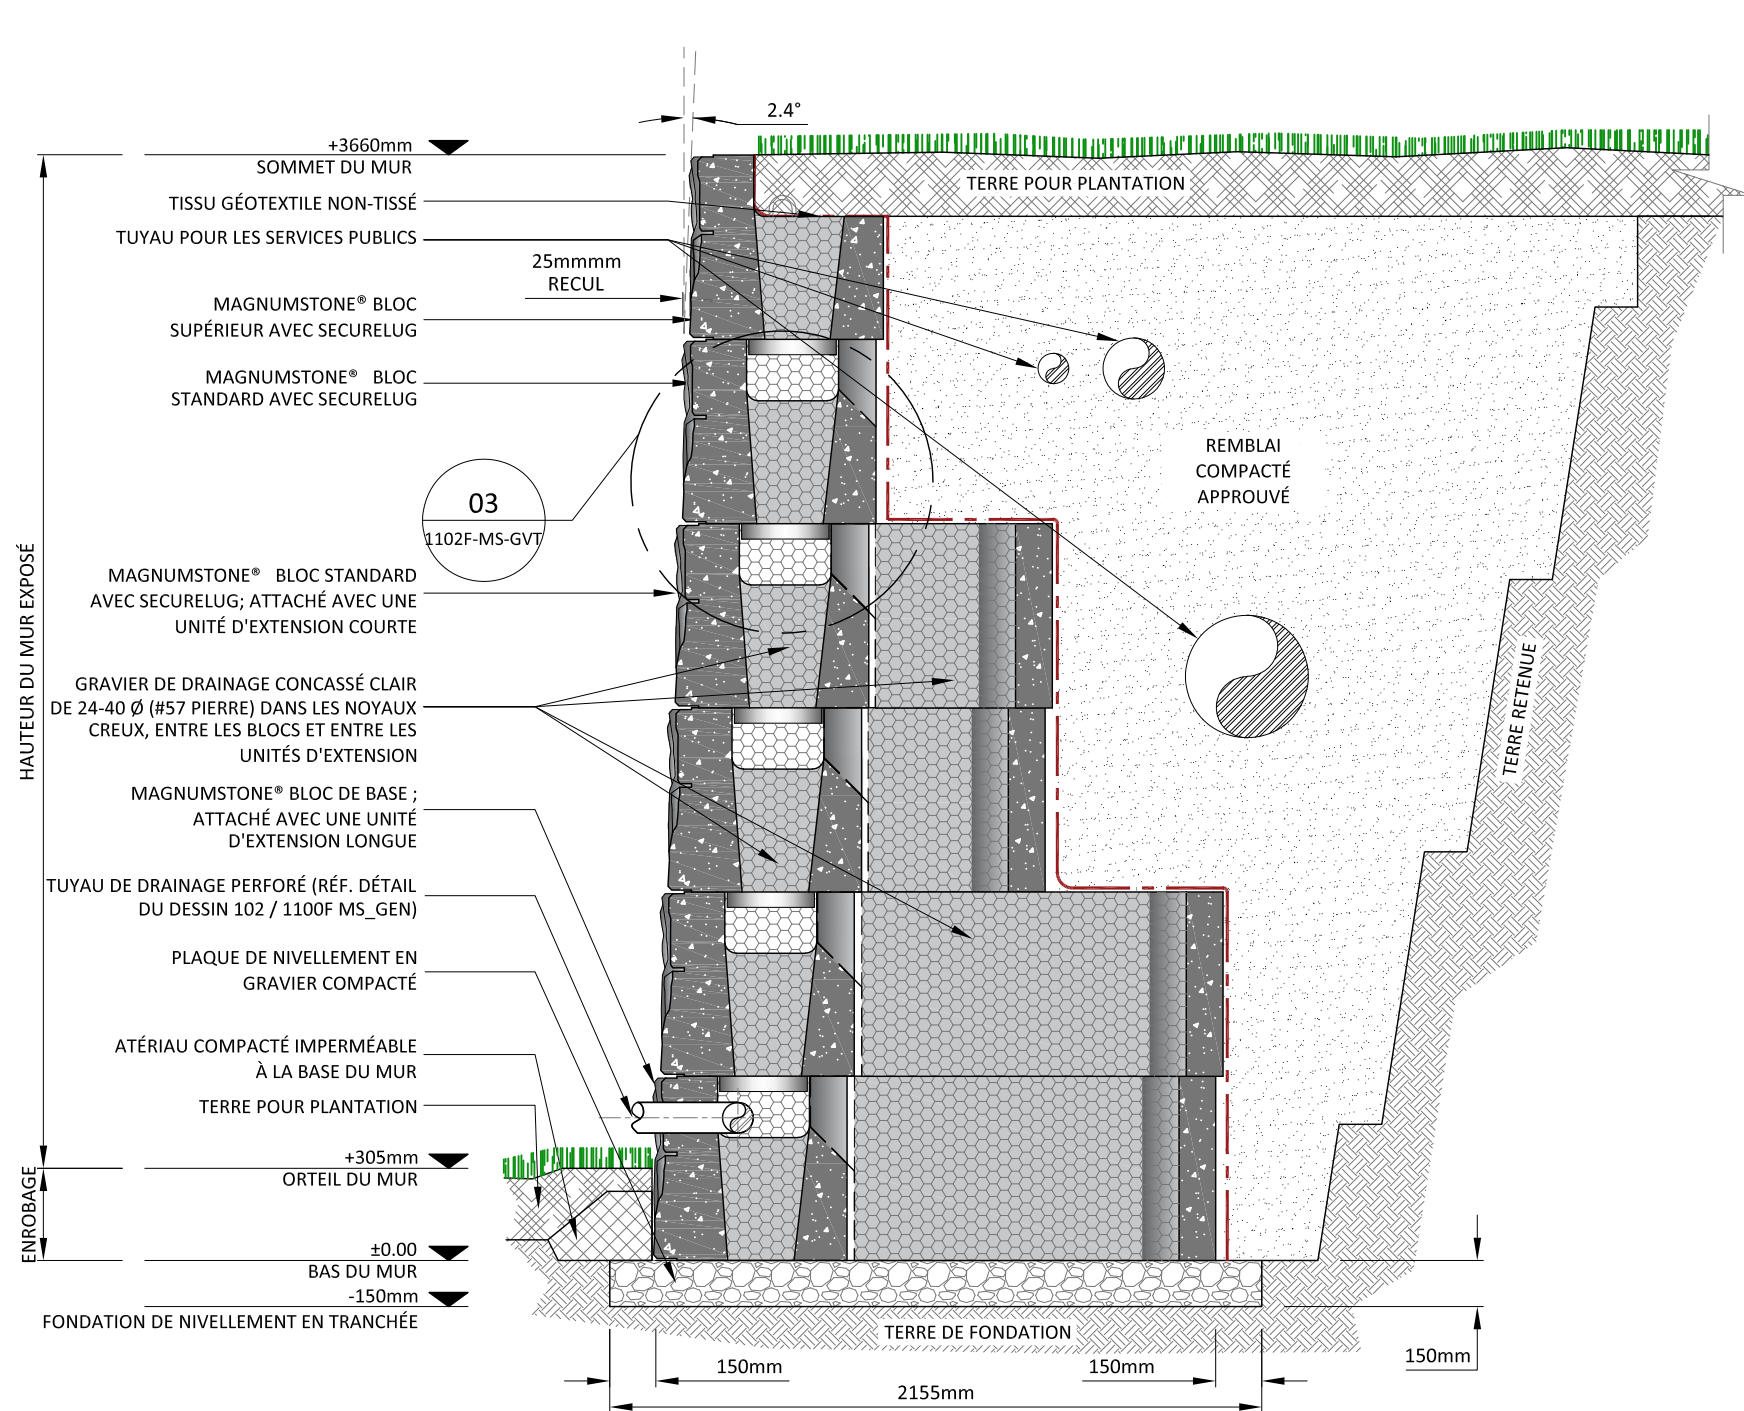 2.4°
+3660mm
SOMMET DU MUR
TISSU GÉOTEXTILE NON-TISSÉ
TUYAU POUR LES SERVICES PUBLICS
25mmmm
RECUL
MAGNUMSTONE® BLOC
SUPÉRIEUR AVEC SECURELUG
MAGNUMSTONE® BLOC
STANDARD AVEC SECURELUG
03
1102F-MS-GVT
MAGNUMSTONE® BLOC STANDARD
AVEC SECURELUG; ATTACHÉ AVEC UNE
UNITÉ D'EXTENSION COURTE
GRAVIER DE DRAINAGE CONCASSÉ CLAIR
DE 24-40 Ø (#57 PIERRE) DANS LES NOYAUX
CREUX, ENTRE LES BLOCS ET ENTRE LES
UNITÉS D'EXTENSION
MAGNUMSTONE® BLOC DE BASE ;
ATTACHÉ AVEC UNE UNITÉ
D'EXTENSION LONGUE
TUYAU DE DRAINAGE PERFORÉ (RÉF. DÉTAIL
DU DESSIN 102 / 1100F MS_GEN)
PLAQUE DE NIVELLEMENT EN
GRAVIER COMPACTÉ
ATÉRIAU COMPACTÉ IMPERMÉABLE
À LA BASE DU MUR
TERRE POUR PLANTATION
+305mm
ORTEIL DU MUR
±0.00
BAS DU MUR
-150mm
FONDATION DE NIVELLEMENT EN TRANCHÉE
HAUTEUR DU MUR EXPOSÉ
ENROBAGE
TERRE POUR PLANTATION
REMBLAI
COMPACTÉ
APPROUVÉ
TERRE RETENUE
TERRE DE FONDATION
150mm
150mm
150mm
2155mm